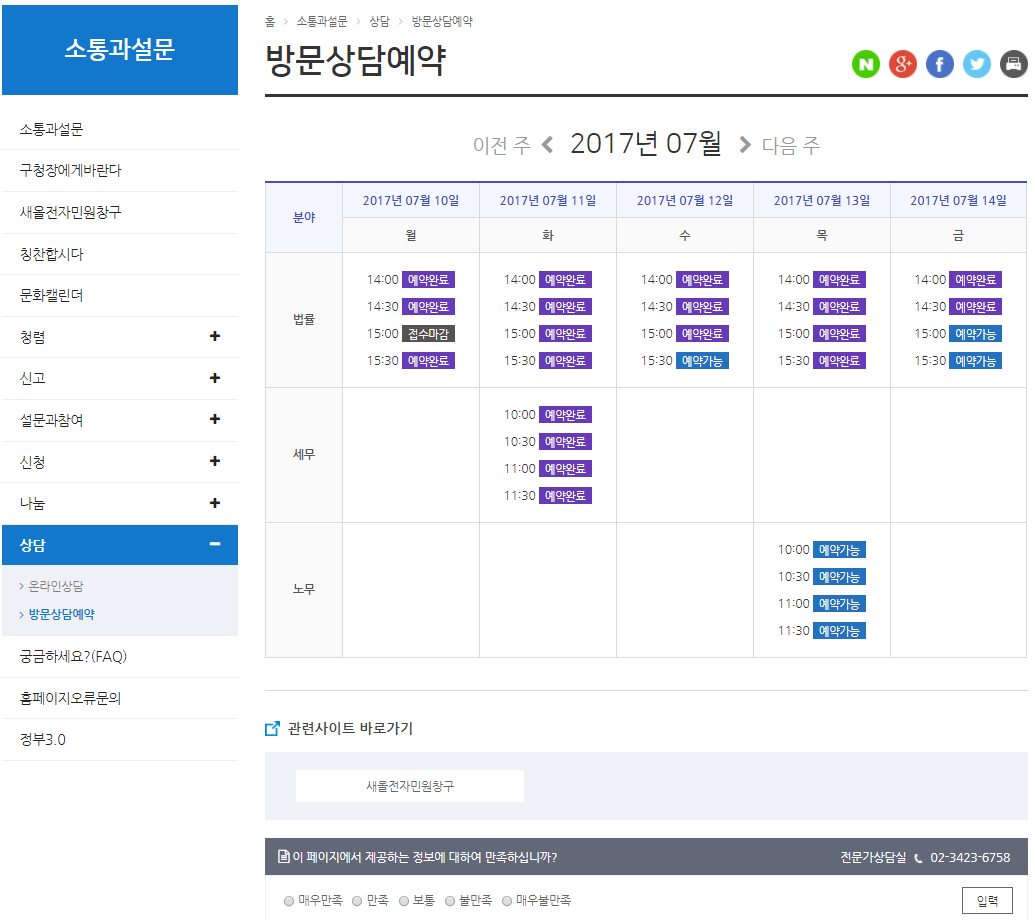 소통과설문
소통과설문
구청장에게바란다
새올전자민원창구
칭찬합시다
문화캘린더
청렴 +
신고 +
설문과참여 +
신청 +
나눔 +
상담 −
> 온라인상담
> 방문상담예약
궁금하세요?(FAQ)
홈페이지오류문의
정부3.0
홈 > 소통과설문 > 상담 > 방문상담예약
방문상담예약
N g+ f
이전 주 < 2017년 07월 > 다음 주
분야 2017년 07월 10일 2017년 07월 11일 2017년 07월 12일 2017년 07월 13일 2017년 07월 14일
월 화 수 목 금
법률
14:00 예약완료 14:00 예약완료 14:00 예약완료 14:00 예약완료 14:00 예약완료
14:30 예약완료 14:30 예약완료 14:30 예약완료 14:30 예약완료 14:30 예약완료
15:00 접수마감 15:00 예약완료 15:00 예약완료 15:00 예약완료 15:00 예약가능
15:30 예약완료 15:30 예약완료 15:30 예약가능 15:30 예약완료 15:30 예약가능
세무
10:00 예약완료
10:30 예약완료
11:00 예약완료
11:30 예약완료
노무
10:00 예약가능
10:30 예약가능
11:00 예약가능
11:30 예약가능
관련사이트 바로가기
새올전자민원창구
이 페이지에서 제공하는 정보에 대하여 만족하십니까? 전문가상담실 02-3423-6758
매우만족 만족 보통 불만족 매우불만족 입력